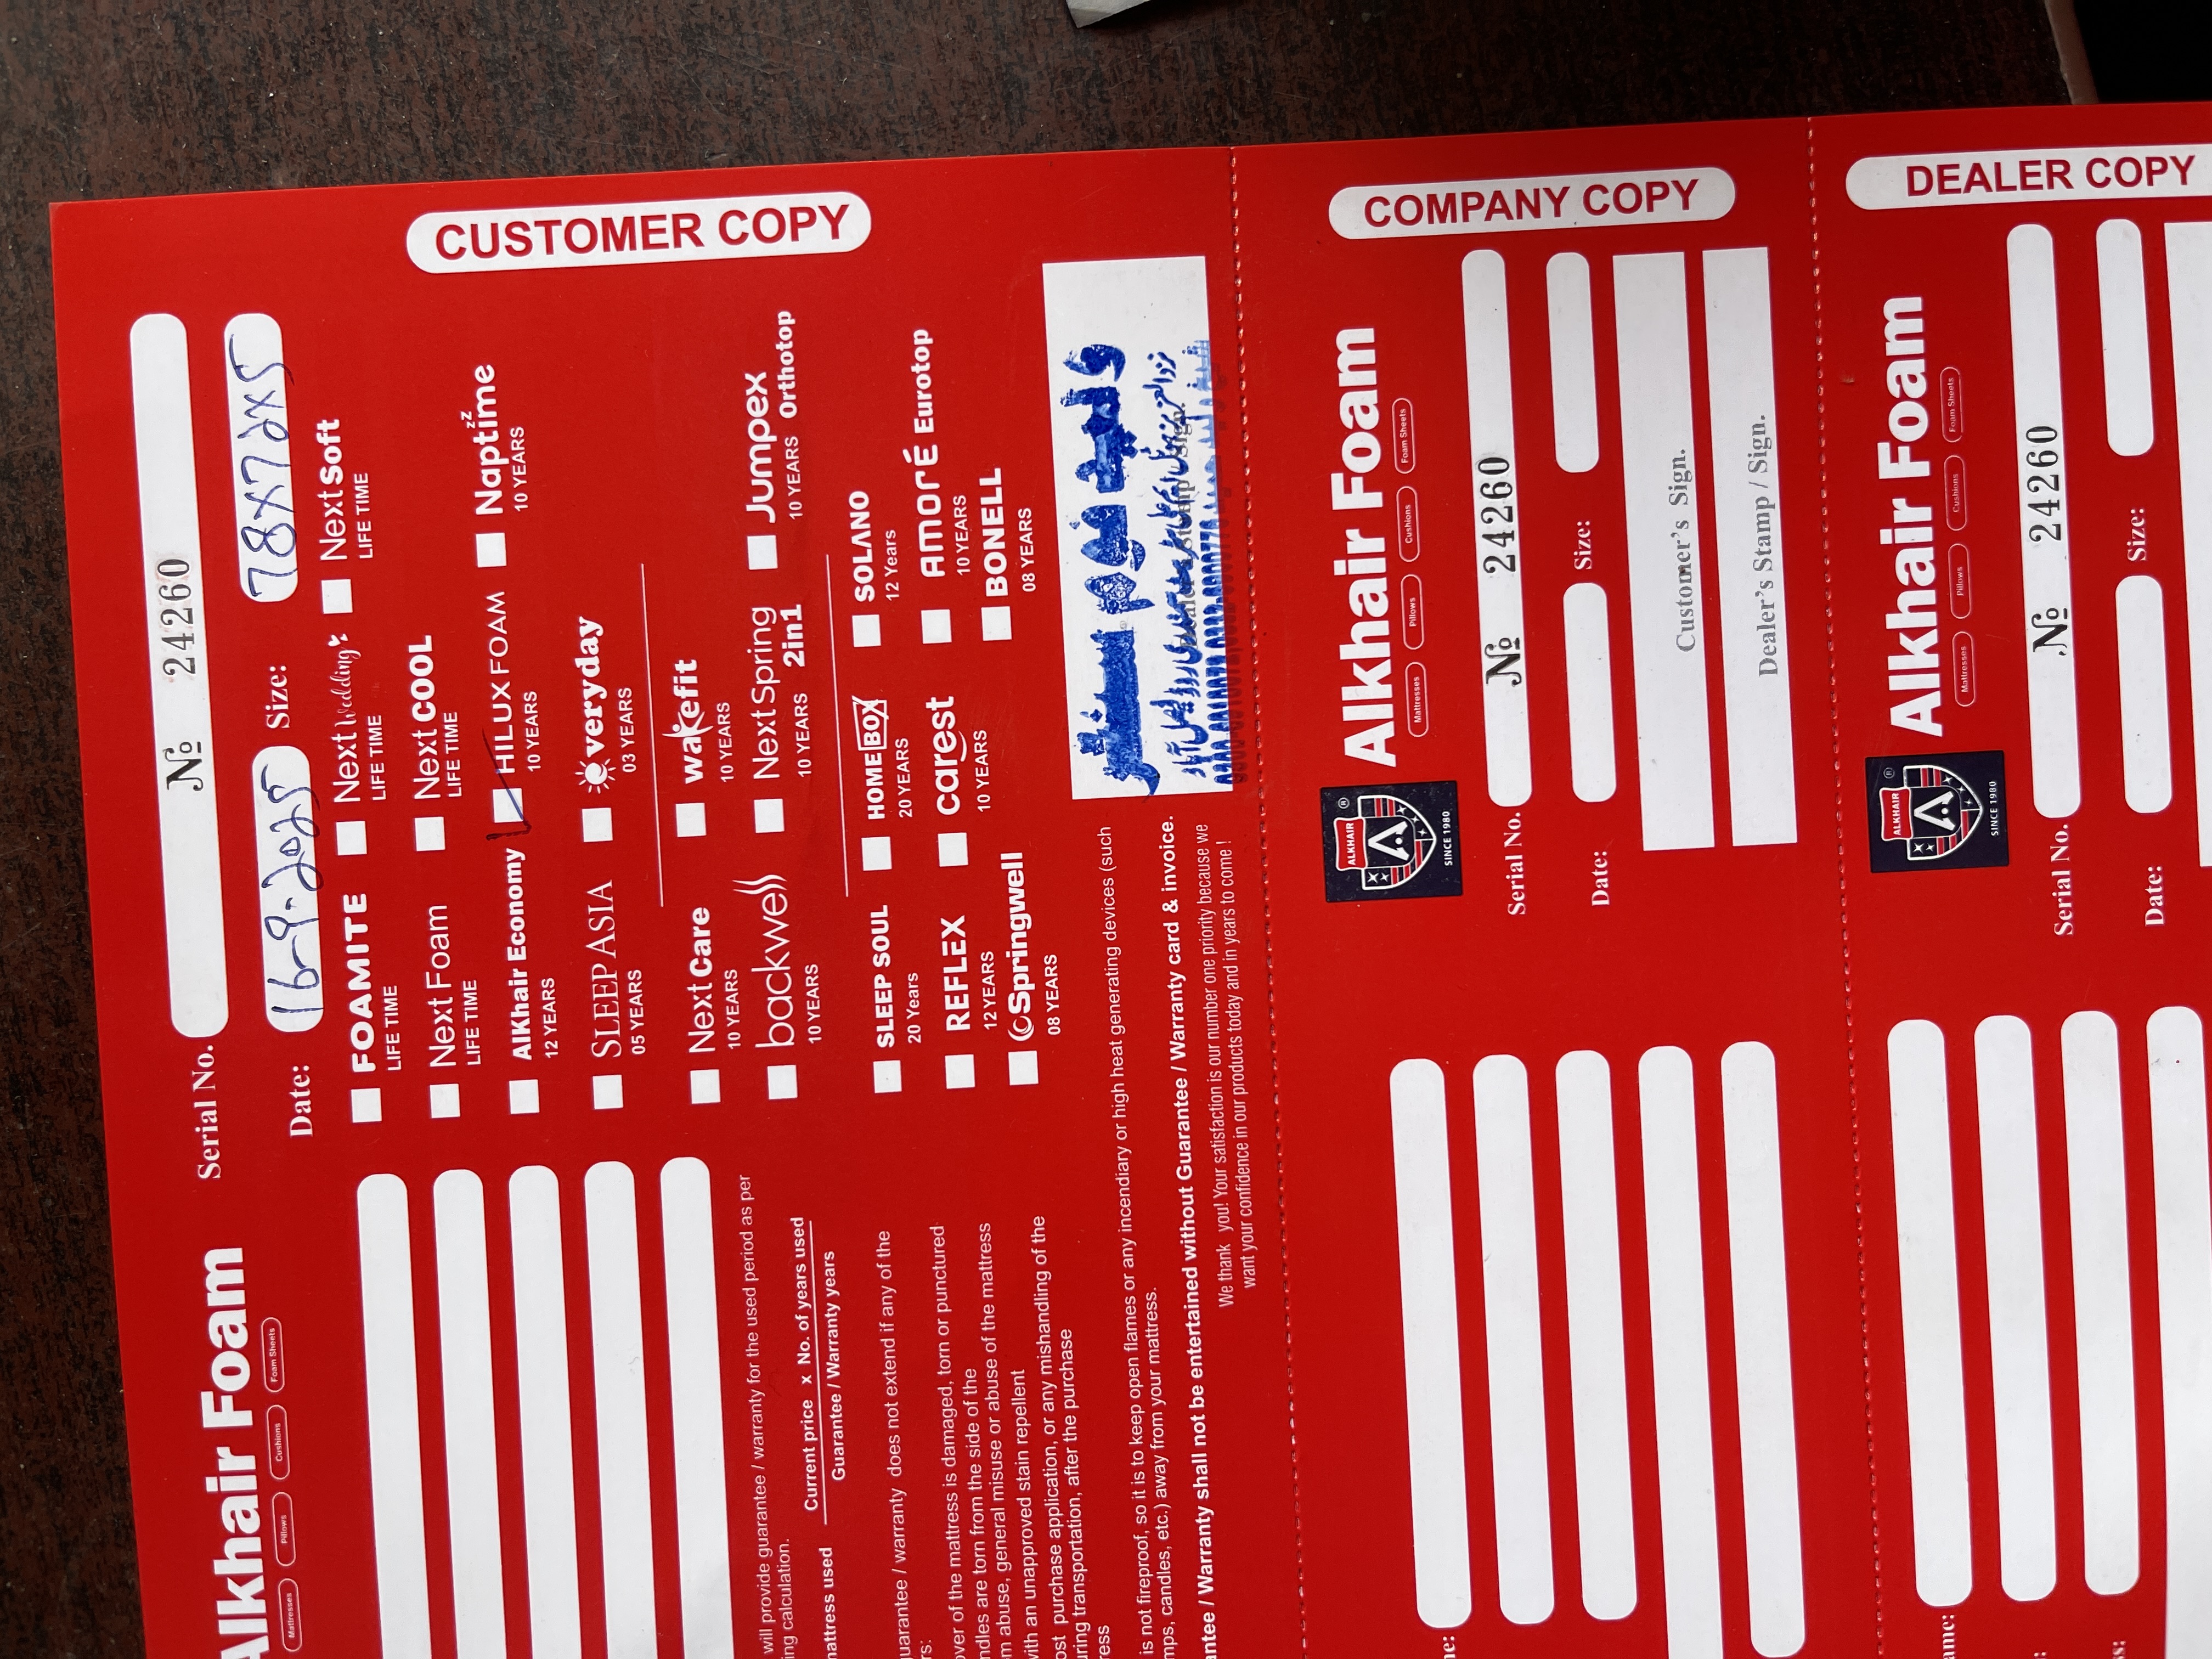 CUSTOMER COPY
Alkhair Foam
Mattresses Pillows Cushions Foam Sheets
Serial No. № 24260
Date: 16-9-2025 Size: 78x72x5
FOAMITE
LIFE TIME
Next Wedding
LIFE TIME
Next Soft
LIFE TIME
Next Foam
LIFE TIME
Next COOL
LIFE TIME
AlKhair Economy
12 YEARS
HILUX FOAM
10 YEARS
Naptime zz
10 YEARS
SLEEP ASIA
05 YEARS
everyday
03 YEARS
Next Care
10 YEARS
wakefit
10 YEARS
backwell
10 YEARS
Next Spring 2in1
10 YEARS
Jumpex
10 YEARS Orthotop
SLEEP SOUL
20 Years
HOME BOX
20 YEARS
SOLANO
12 Years
REFLEX
12 YEARS
carest
10 YEARS
AMORÉ Eurotop
10 YEARS
Springwell
08 YEARS
BONELL
08 YEARS
will provide guarantee / warranty for the used period as per
ing calculation.
mattress used Current price x No. of years used
Guarantee / Warranty years
guarantee / warranty does not extend if any of the
rs:
over of the mattress is damaged, torn or punctured
ndles are torn from the side of the
m abuse, general misuse or abuse of the mattress
with an unapproved stain repellent
ost purchase application, or any mishandling of the
uring transportation, after the purchase
ress
is not fireproof, so it is to keep open flames or any incendiary or high heat generating devices (such
mps, candles, etc.) away from your mattress.
antee / Warranty shall not be entertained without Guarantee / Warranty card & invoice.
We thank you! Your satisfaction is our number one priority because we
want your confidence in our products today and in years to come !
COMPANY COPY
ALKHAIR ®
SINCE 1980
Alkhair Foam
Mattresses Pillows Cushions Foam Sheets
Serial No. № 24260
Date: Size:
Customer's Sign.
Dealer's Stamp / Sign.
me:
DEALER COPY
ALKHAIR ®
SINCE 1980
Alkhair Foam
Mattresses Pillows Cushions Foam Sheets
Serial No. № 24260
Date: Size:
ame:
ss: